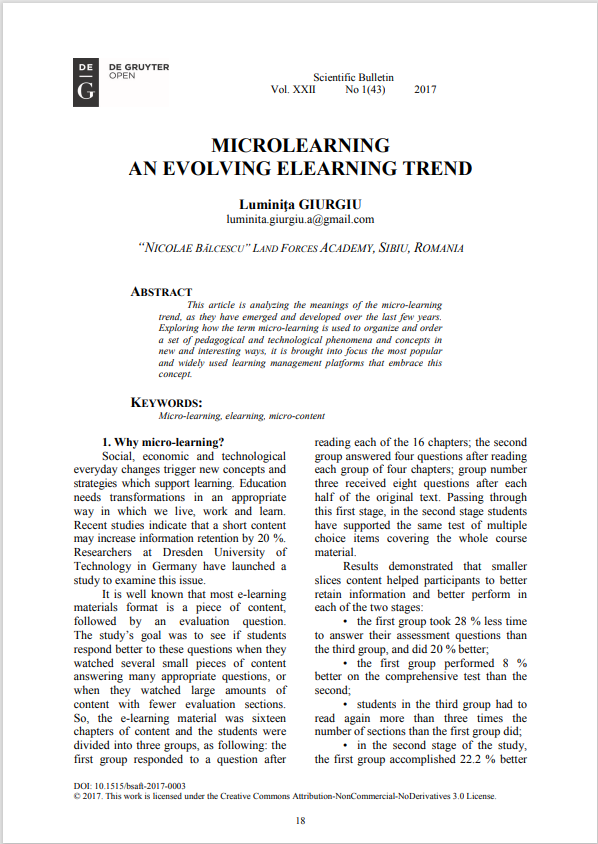 DE
G
DE GRUYTER
OPEN
Scientific Bulletin
Vol. XXII No 1(43) 2017
MICROLEARNING
AN EVOLVING ELEARNING TREND
Luminiţa GIURGIU
luminita.giurgiu.a@gmail.com
“NICOLAE BĂLCESCU” LAND FORCES ACADEMY, SIBIU, ROMANIA
ABSTRACT
This article is analyzing the meanings of the micro-learning
trend, as they have emerged and developed over the last few years.
Exploring how the term micro-learning is used to organize and order
a set of pedagogical and technological phenomena and concepts in
new and interesting ways, it is brought into focus the most popular
and widely used learning management platforms that embrace this
concept.
KEYWORDS:
Micro-learning, elearning, micro-content
1. Why micro-learning?
Social, economic and technological
everyday changes trigger new concepts and
strategies which support learning. Education
needs transformations in an appropriate
way in which we live, work and learn.
Recent studies indicate that a short content
may increase information retention by 20 %.
Researchers at Dresden University of
Technology in Germany have launched a
study to examine this issue.
It is well known that most e-learning
materials format is a piece of content,
followed by an evaluation question.
The study’s goal was to see if students
respond better to these questions when they
watched several small pieces of content
answering many appropriate questions, or
when they watched large amounts of
content with fewer evaluation sections.
So, the e-learning material was sixteen
chapters of content and the students were
divided into three groups, as following: the
first group responded to a question after
reading each of the 16 chapters; the second
group answered four questions after reading
each group of four chapters; group number
three received eight questions after each
half of the original text. Passing through
this first stage, in the second stage students
have supported the same test of multiple
choice items covering the whole course
material.
Results demonstrated that smaller
slices content helped participants to better
retain information and better perform in
each of the two stages:
• the first group took 28 % less time
to answer their assessment questions than
the third group, and did 20 % better;
• the first group performed 8 %
better on the comprehensive test than the
second;
• students in the third group had to
read again more than three times the
number of sections than the first group did;
• in the second stage of the study,
the first group accomplished 22.2 % better
DOI: 10.1515/bsaft-2017-0003
© 2017. This work is licensed under the Creative Commons Attribution-NonCommercial-NoDerivatives 3.0 License.
18